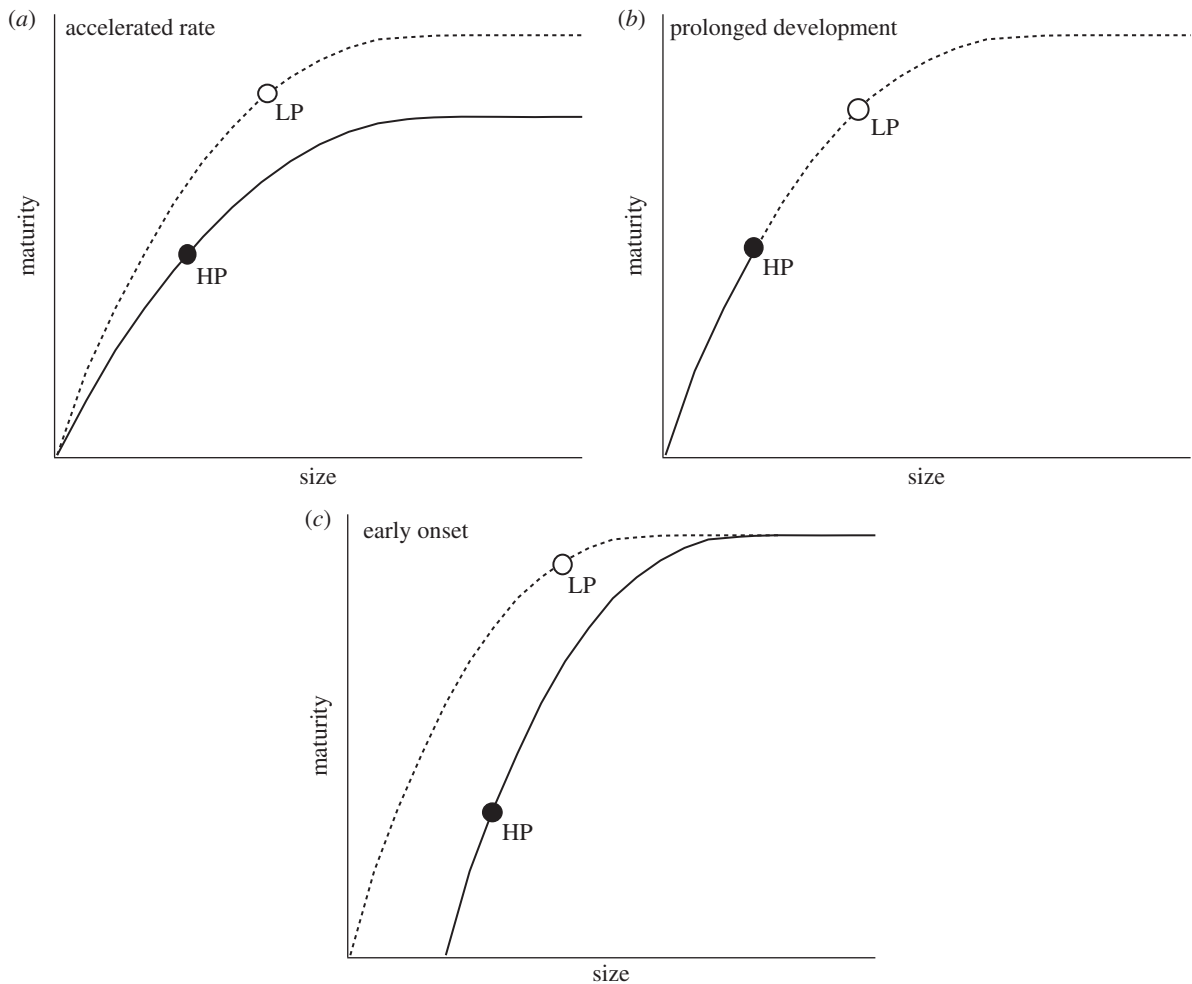 (a) accelerated rate
LP
HP
maturity
size
(b) prolonged development
LP
HP
maturity
size
(c) early onset
LP
HP
maturity
size